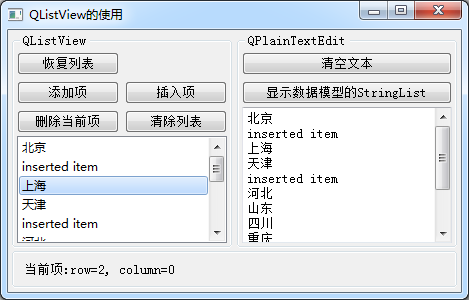 QListView的使用
QListView
恢复列表
添加项 插入项
删除当前项 清除列表
北京
inserted item
上海
天津
inserted item
河北
QPlainTextEdit
清空文本
显示数据模型的StringList
北京
inserted item
上海
天津
inserted item
河北
山东
四川
重庆
当前项:row=2, column=0